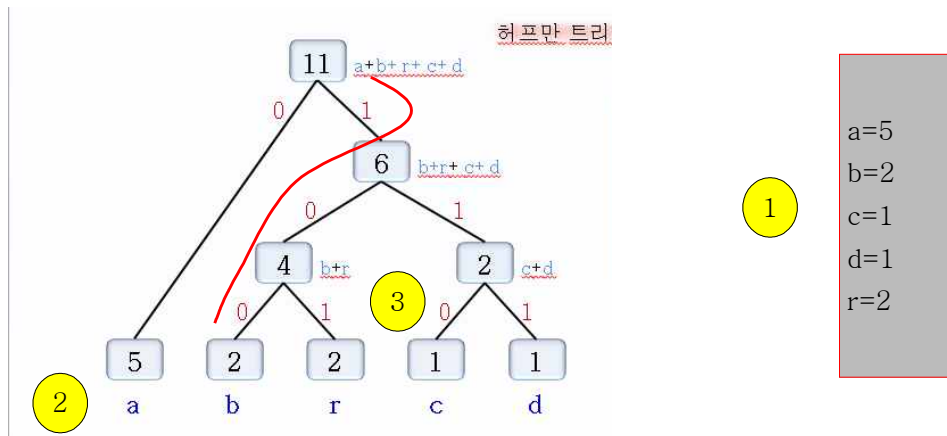 허프만 트리
11 a+b+r+c+d
0 1
6 b+r+c+d
0 1
4 b+r
2 c+d
3
0 1 0 1
5 2 2 1 1
2
a b r c d
1
a=5
b=2
c=1
d=1
r=2